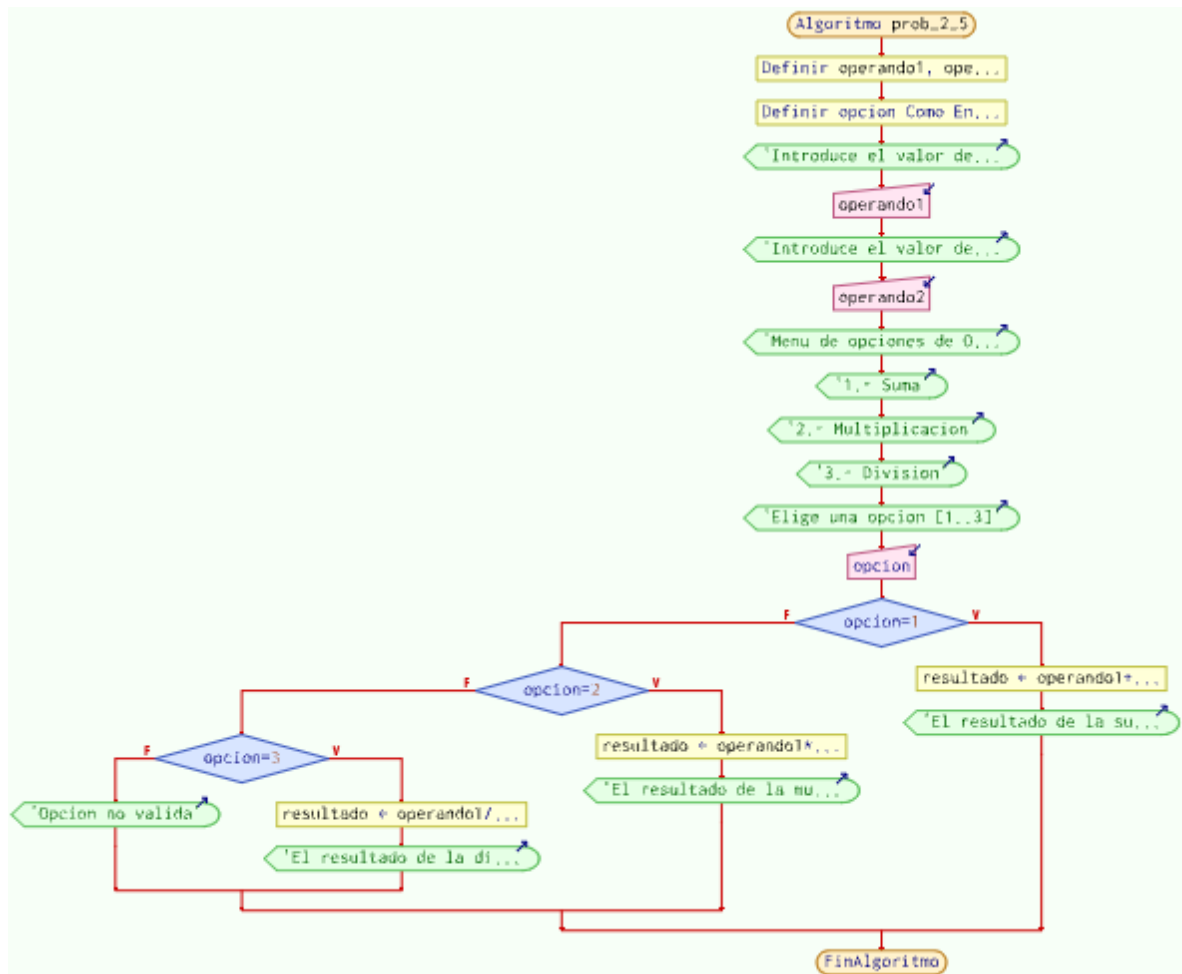 Algoritmo prob_2_5
Definir operando1, ope...
Definir opcion Como En...
'Introduce el valor de...
operando1
'Introduce el valor de...
operando2
'Menu de opciones de O...
'1.- Suma
'2.- Multiplicacion
'3.- Division
'Elige una opcion [1..3]
opcion
F opcion=1 V
resultado ← operando1+...
'El resultado de la su...
F opcion=2 V
resultado ← operando1*...
'El resultado de la mu...
F opcion=3 V
'Opcion no valida
resultado ← operando1/...
'El resultado de la di...
FinAlgoritmo